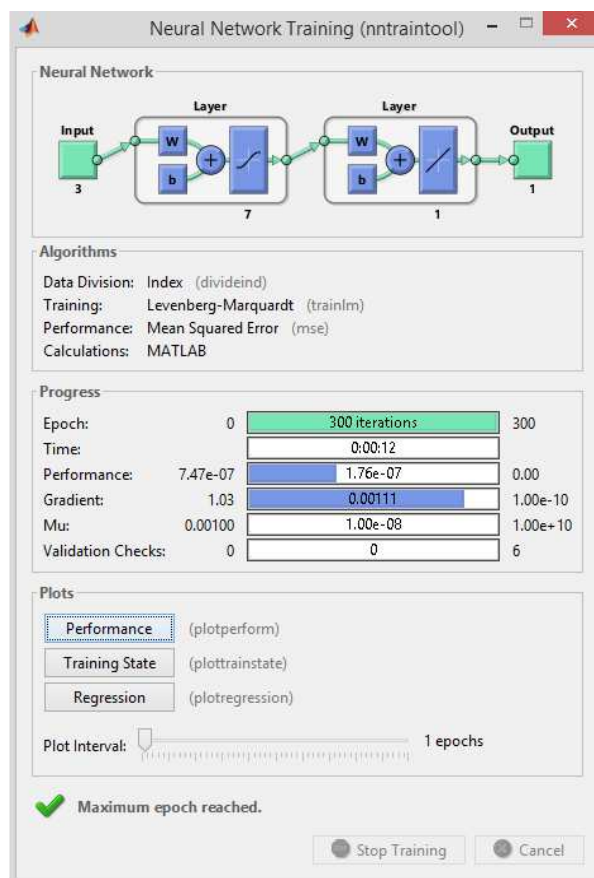 Neural Network Training (nntraintool)
Neural Network
Layer Layer
Input Output
W W
b b
3 7 1 1
Algorithms
Data Division: Index (divideind)
Training: Levenberg-Marquardt (trainlm)
Performance: Mean Squared Error (mse)
Calculations: MATLAB
Progress
Epoch: 0 300 iterations 300
Time: 0:00:12
Performance: 7.47e-07 1.76e-07 0.00
Gradient: 1.03 0.00111 1.00e-10
Mu: 0.00100 1.00e-08 1.00e+10
Validation Checks: 0 0 6
Plots
Performance (plotperform)
Training State (plottrainstate)
Regression (plotregression)
Plot Interval: 1 epochs
Maximum epoch reached.
Stop Training Cancel